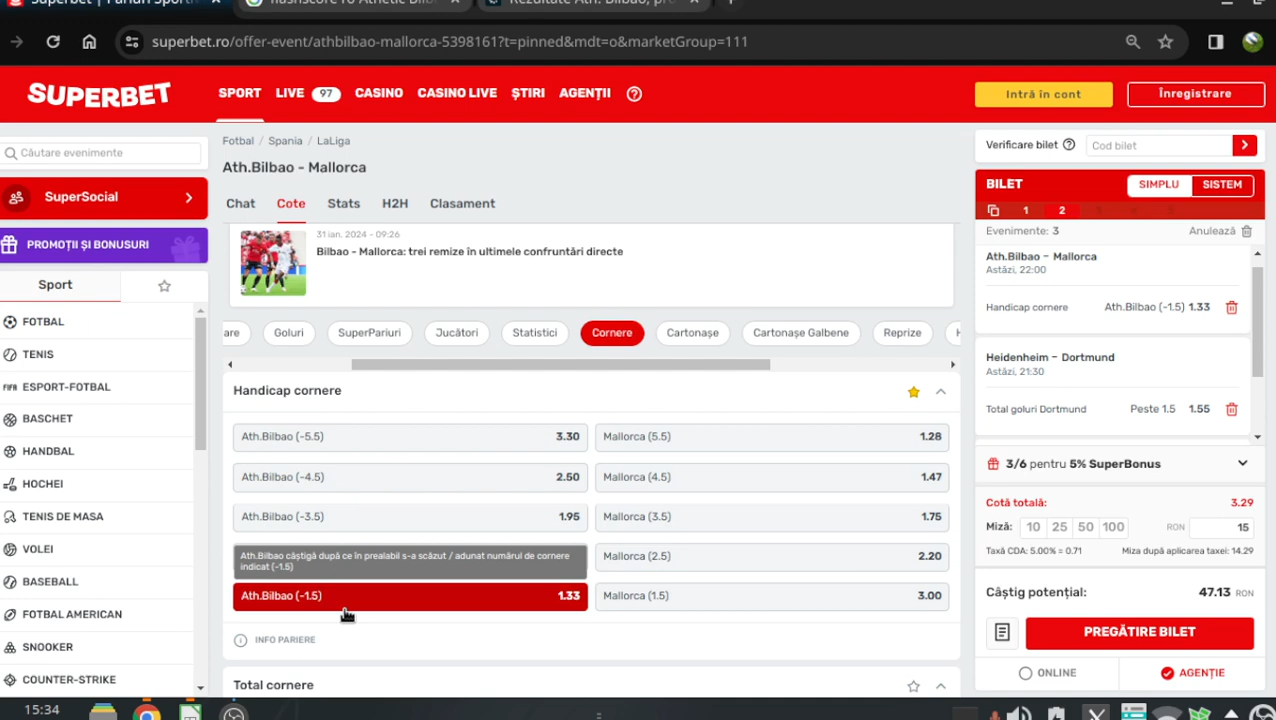 Superbet | Pariuri Sportiv
flashscore ro Athletic Bilb
Rezultate Ath. Bilbao, pro
superbet.ro/offer-event/athbilbao-mallorca-5398161?t=pinned&mdt=o&marketGroup=111
SUPERBET
SPORT
LIVE 97
CASINO
CASINO LIVE
ȘTIRI
AGENȚII
Intră în cont
Înregistrare
Căutare evenimente
SuperSocial
PROMOȚII ȘI BONUSURI
Sport
FOTBAL
TENIS
ESPORT-FOTBAL
BASCHET
HANDBAL
HOCHEI
TENIS DE MASA
VOLEI
BASEBALL
FOTBAL AMERICAN
SNOOKER
COUNTER-STRIKE
Fotbal / Spania / LaLiga
Ath.Bilbao - Mallorca
Chat Cote Stats H2H Clasament
31 ian. 2024 - 09:26
Bilbao - Mallorca: trei remize în ultimele confruntări directe
are Goluri SuperPariuri Jucători Statistici Cornere Cartonașe Cartonașe Galbene Reprize
Handicap cornere
Ath.Bilbao (-5.5) 3.30 Mallorca (5.5) 1.28
Ath.Bilbao (-4.5) 2.50 Mallorca (4.5) 1.47
Ath.Bilbao (-3.5) 1.95 Mallorca (3.5) 1.75
Ath.Bilbao câștigă după ce în prealabil s-a scăzut / adunat numărul de cornere
indicat (-1.5)
Mallorca (2.5) 2.20
Ath.Bilbao (-1.5) 1.33 Mallorca (1.5) 3.00
INFO PARIERE
Total cornere
Verificare bilet
Cod bilet
BILET SIMPLU SISTEM
1 2
Evenimente: 3 Anulează
Ath.Bilbao - Mallorca
Astăzi, 22:00
Handicap cornere Ath.Bilbao (-1.5) 1.33
Heidenheim - Dortmund
Astăzi, 21:30
Total goluri Dortmund Peste 1.5 1.55
3/6 pentru 5% SuperBonus
Cotă totală: 3.29
Miză: 10 25 50 100 RON 15
Taxă CDA: 5.00% = 0.71 Miza după aplicarea taxei: 14.29
Câștig potențial: 47.13 RON
PREGĂTIRE BILET
ONLINE AGENȚIE
15:34